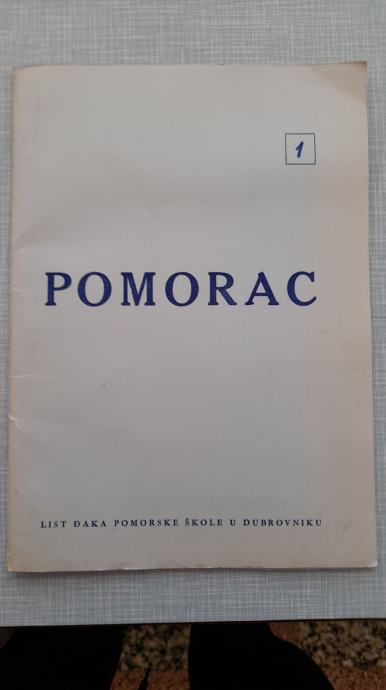 1
POMORAC
LIST ĐAKA POMORSKE ŠKOLE U DUBROVNIKU